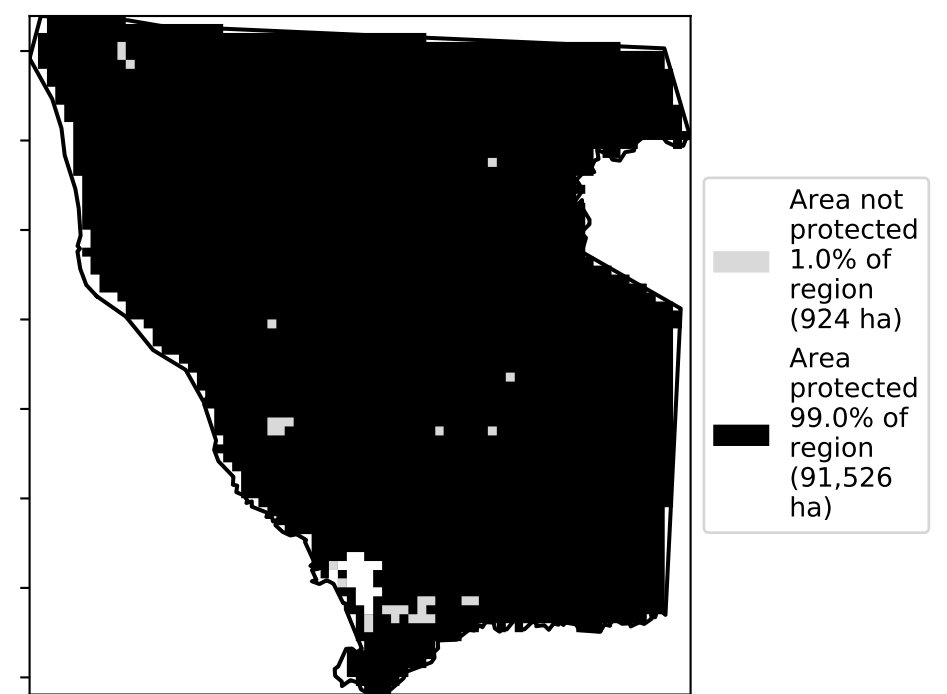 Area not
protected
1.0% of
region
(924 ha)
Area
protected
99.0% of
region
(91,526
ha)